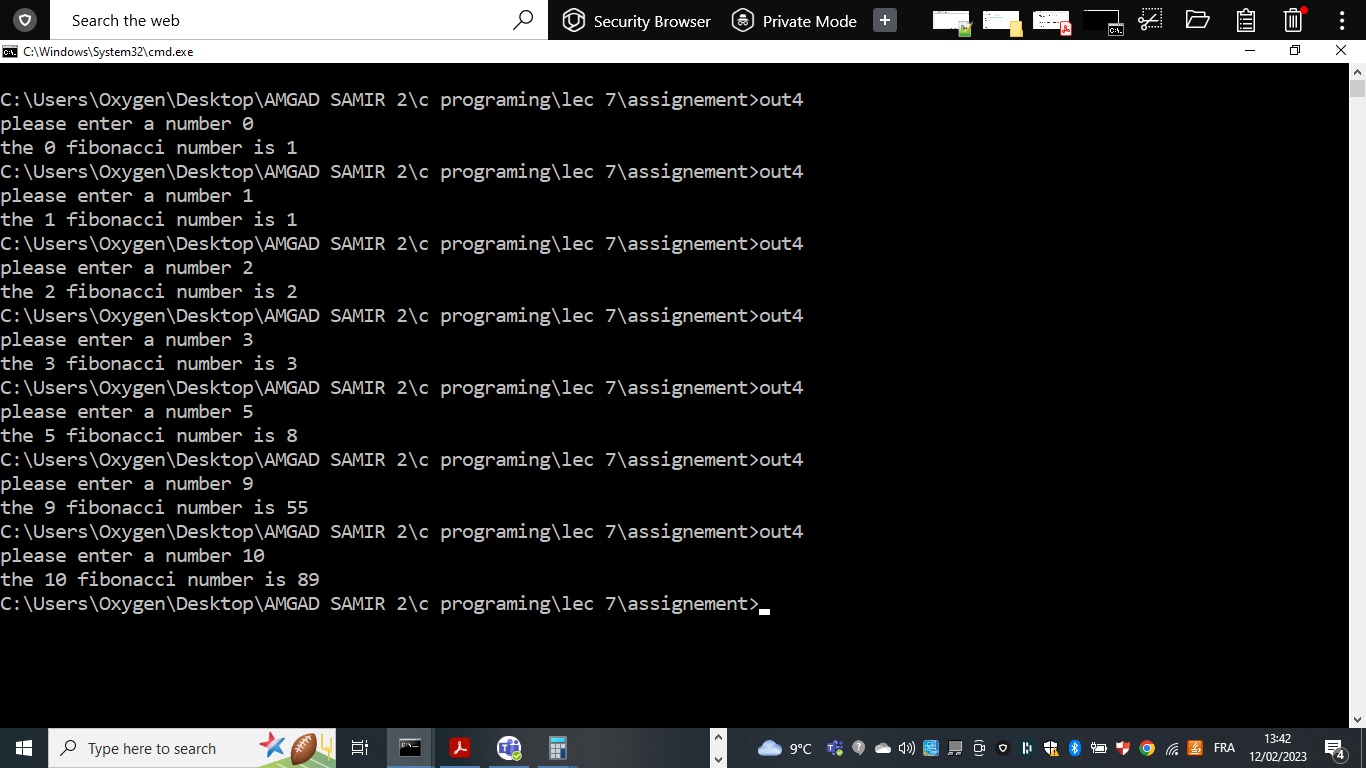 Search the web
Security Browser
Private Mode
C:\Windows\System32\cmd.exe
C:\Users\Oxygen\Desktop\AMGAD SAMIR 2\c programing\lec 7\assignement>out4
please enter a number 0
the 0 fibonacci number is 1
C:\Users\Oxygen\Desktop\AMGAD SAMIR 2\c programing\lec 7\assignement>out4
please enter a number 1
the 1 fibonacci number is 1
C:\Users\Oxygen\Desktop\AMGAD SAMIR 2\c programing\lec 7\assignement>out4
please enter a number 2
the 2 fibonacci number is 2
C:\Users\Oxygen\Desktop\AMGAD SAMIR 2\c programing\lec 7\assignement>out4
please enter a number 3
the 3 fibonacci number is 3
C:\Users\Oxygen\Desktop\AMGAD SAMIR 2\c programing\lec 7\assignement>out4
please enter a number 5
the 5 fibonacci number is 8
C:\Users\Oxygen\Desktop\AMGAD SAMIR 2\c programing\lec 7\assignement>out4
please enter a number 9
the 9 fibonacci number is 55
C:\Users\Oxygen\Desktop\AMGAD SAMIR 2\c programing\lec 7\assignement>out4
please enter a number 10
the 10 fibonacci number is 89
C:\Users\Oxygen\Desktop\AMGAD SAMIR 2\c programing\lec 7\assignement>
Type here to search
9°C
FRA
13:42
12/02/2023
4